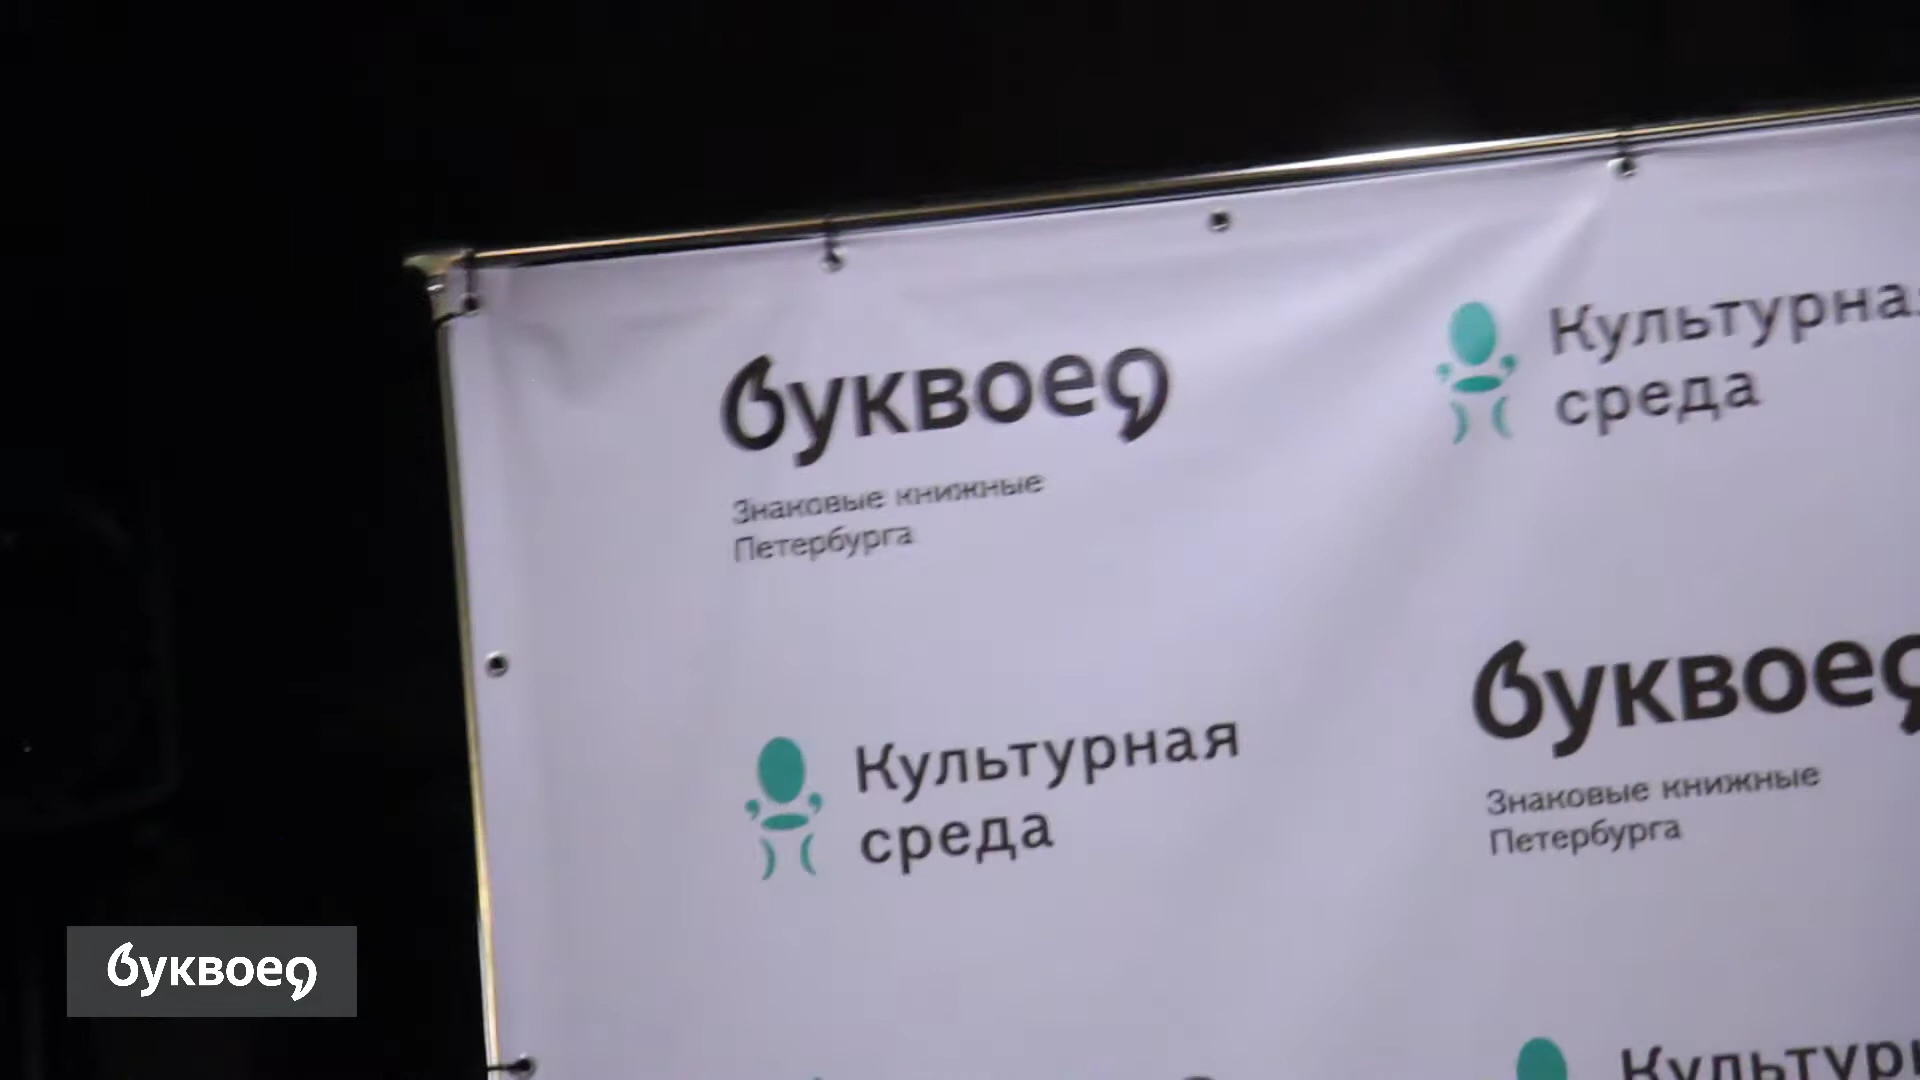 буквоед
Знаковые книжные
Петербурга
Культурная
среда
Культурная
среда
буквоед
Знаковые книжные
Петербурга
буквоед